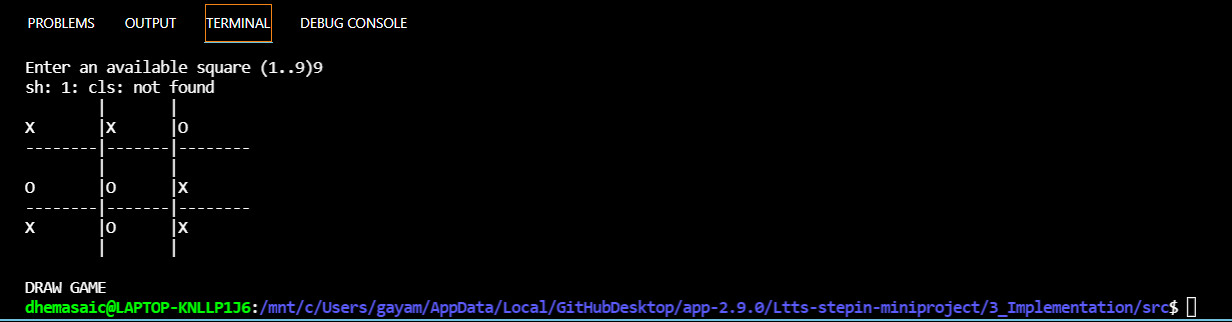 PROBLEMS OUTPUT TERMINAL DEBUG CONSOLE
Enter an available square (1..9)9
sh: 1: cls: not found
        |       |
X       |X      |O
--------|-------|--------
        |       |
O       |O      |X
--------|-------|--------
X       |O      |X
        |       |
DRAW GAME
dhemasaic@LAPTOP-KNLLP1J6:/mnt/c/Users/gayam/AppData/Local/GitHubDesktop/app-2.9.0/Ltts-stepin-miniproject/3_Implementation/src$